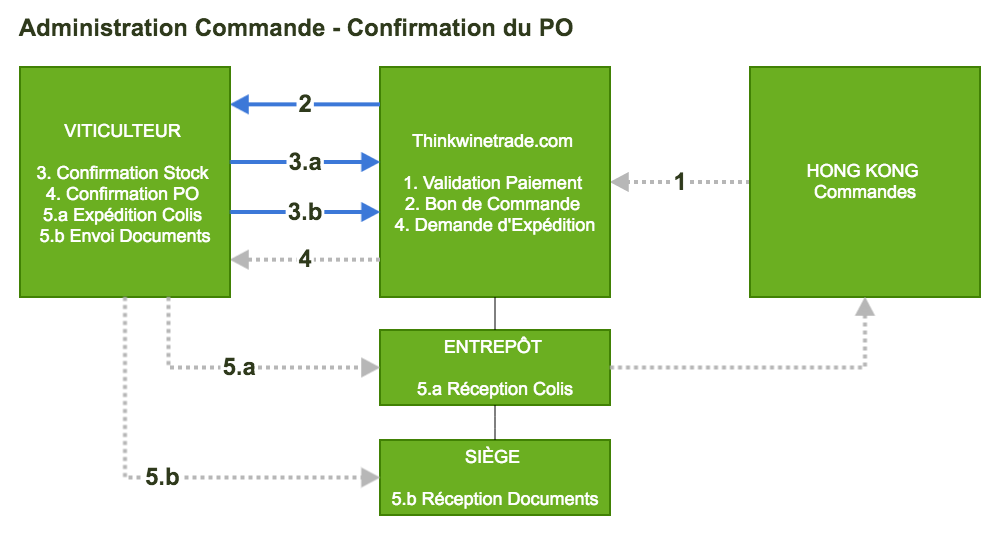 Administration Commande - Confirmation du PO
VITICULTEUR
3. Confirmation Stock
4. Confirmation PO
5.a Expédition Colis
5.b Envoi Documents
2
3.a
3.b
4
Thinkwinetrade.com
1. Validation Paiement
2. Bon de Commande
4. Demande d'Expédition
1
HONG KONG
Commandes
5.a
ENTREPÔT
5.a Réception Colis
5.b
SIÈGE
5.b Réception Documents